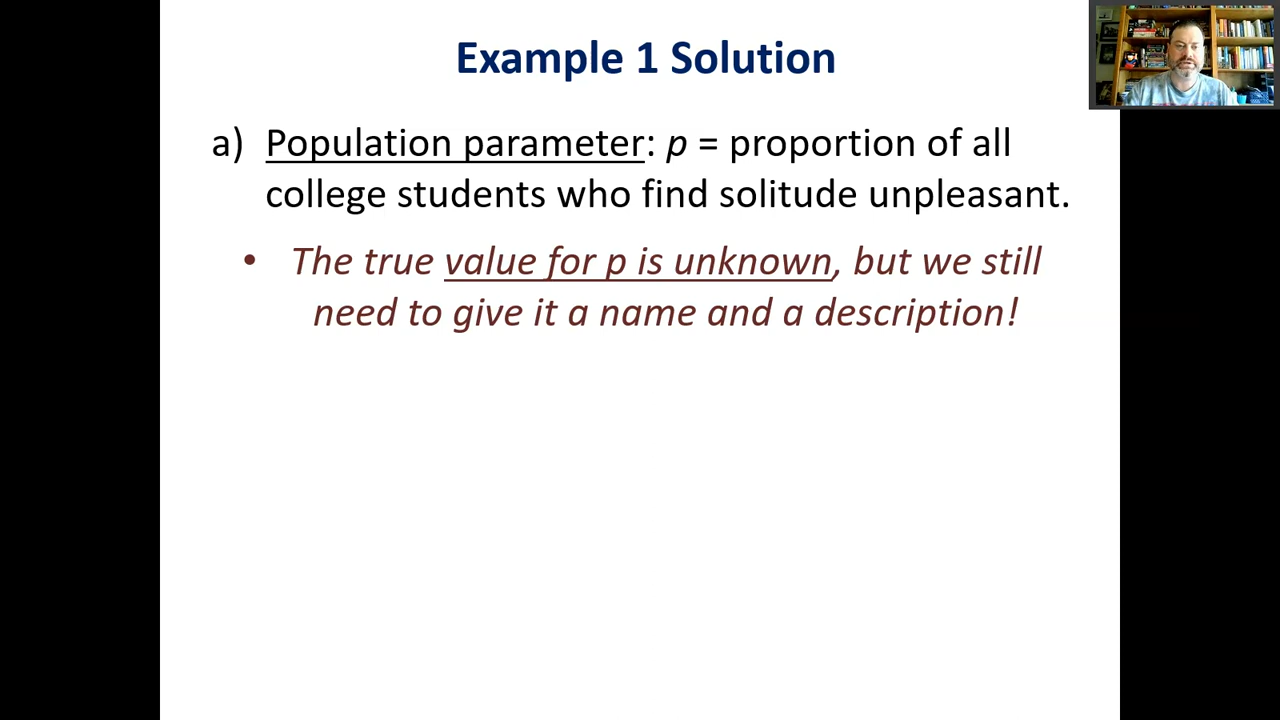 Example 1 Solution
a) Population parameter: p = proportion of all
college students who find solitude unpleasant.
• The true value for p is unknown, but we still
need to give it a name and a description!